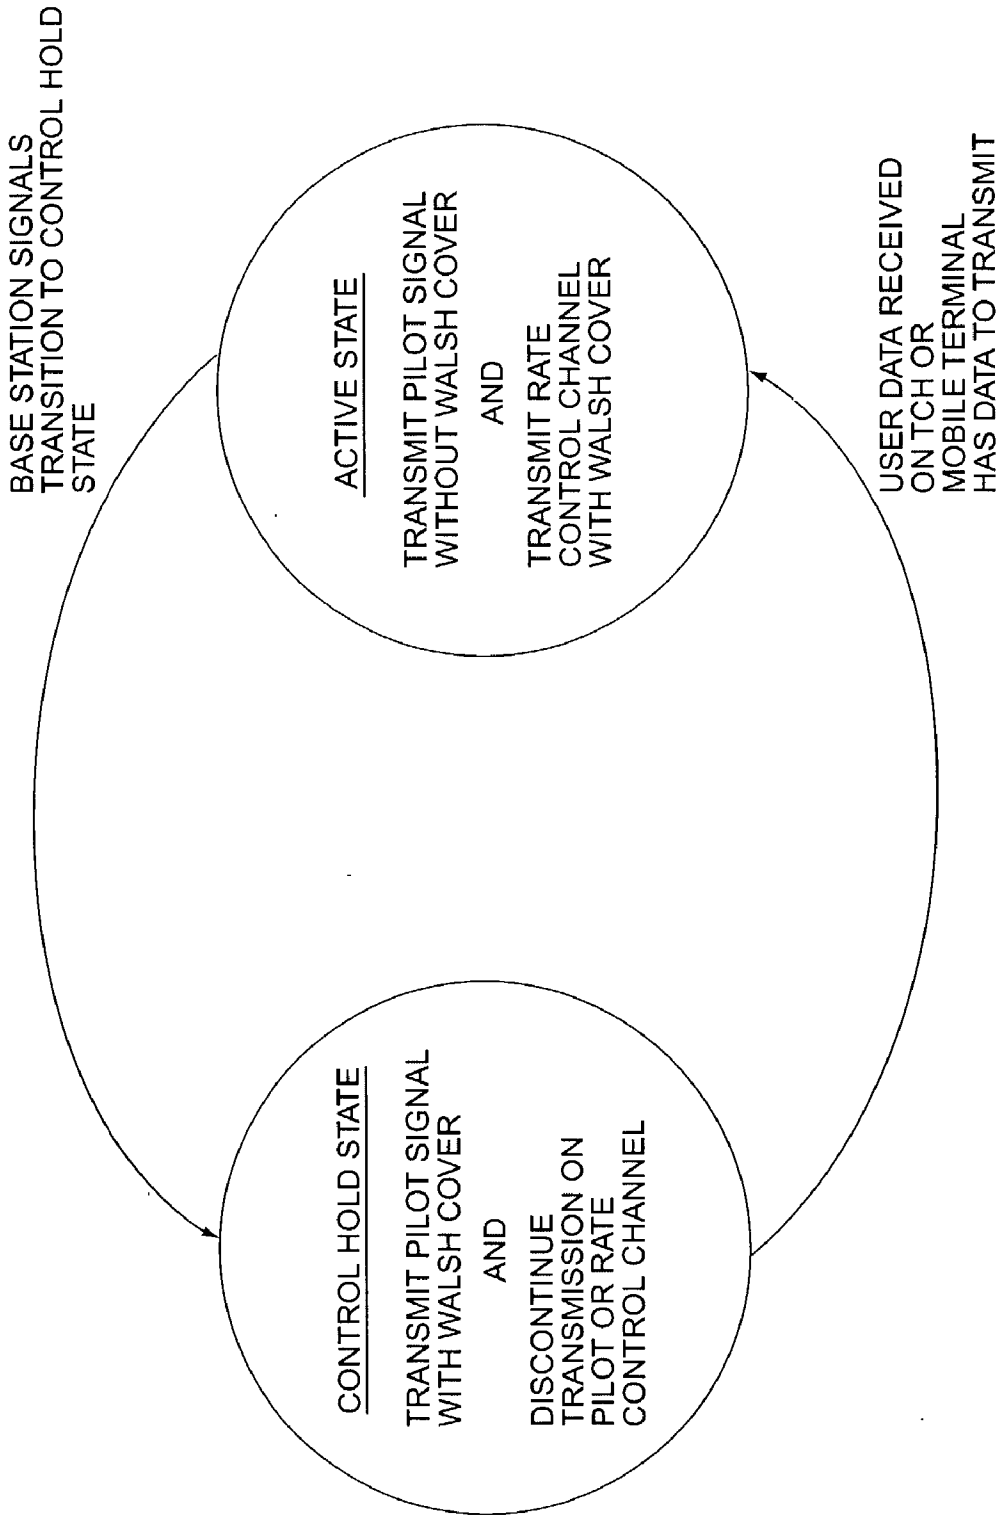 BASE STATION SIGNALS
TRANSITION TO CONTROL HOLD
STATE
CONTROL HOLD STATE
TRANSMIT PILOT SIGNAL
WITH WALSH COVER
AND
DISCONTINUE
TRANSMISSION ON
PILOT OR RATE
CONTROL CHANNEL
ACTIVE STATE
TRANSMIT PILOT SIGNAL
WITHOUT WALSH COVER
AND
TRANSMIT RATE
CONTROL CHANNEL
WITH WALSH COVER
USER DATA RECEIVED
ON TCH OR
MOBILE TERMINAL
HAS DATA TO TRANSMIT